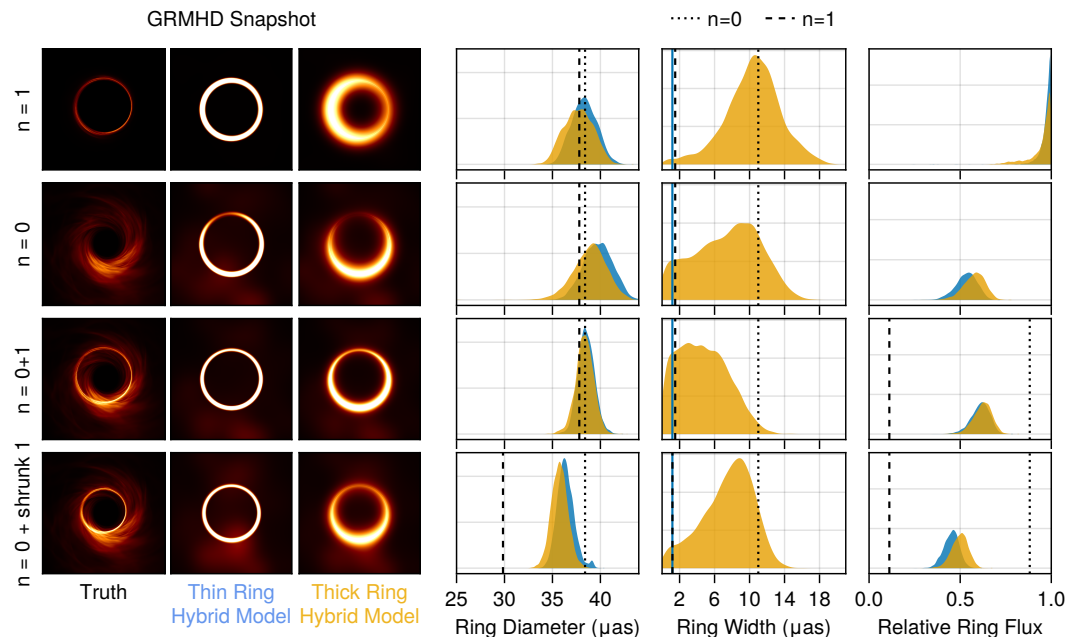 GRMHD Snapshot
n=0
n=1
n = 1
n = 0
n = 0+1
n = 0 + shrunk 1
Truth
Thin Ring
Hybrid Model
Thick Ring
Hybrid Model
25 30 35 40
Ring Diameter (μas)
2 6 10 14 18
Ring Width (μas)
0.0 0.5 1.0
Relative Ring Flux